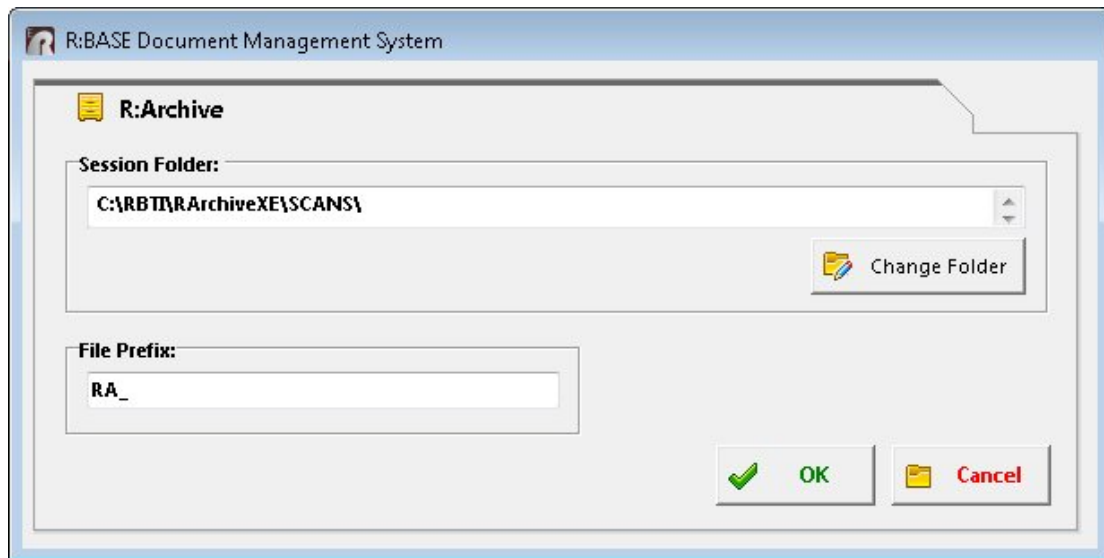 R:BASE Document Management System
R:Archive
Session Folder:
C:\RBTI\RArchiveXE\SCANS\
Change Folder
File Prefix:
RA_
OK
Cancel